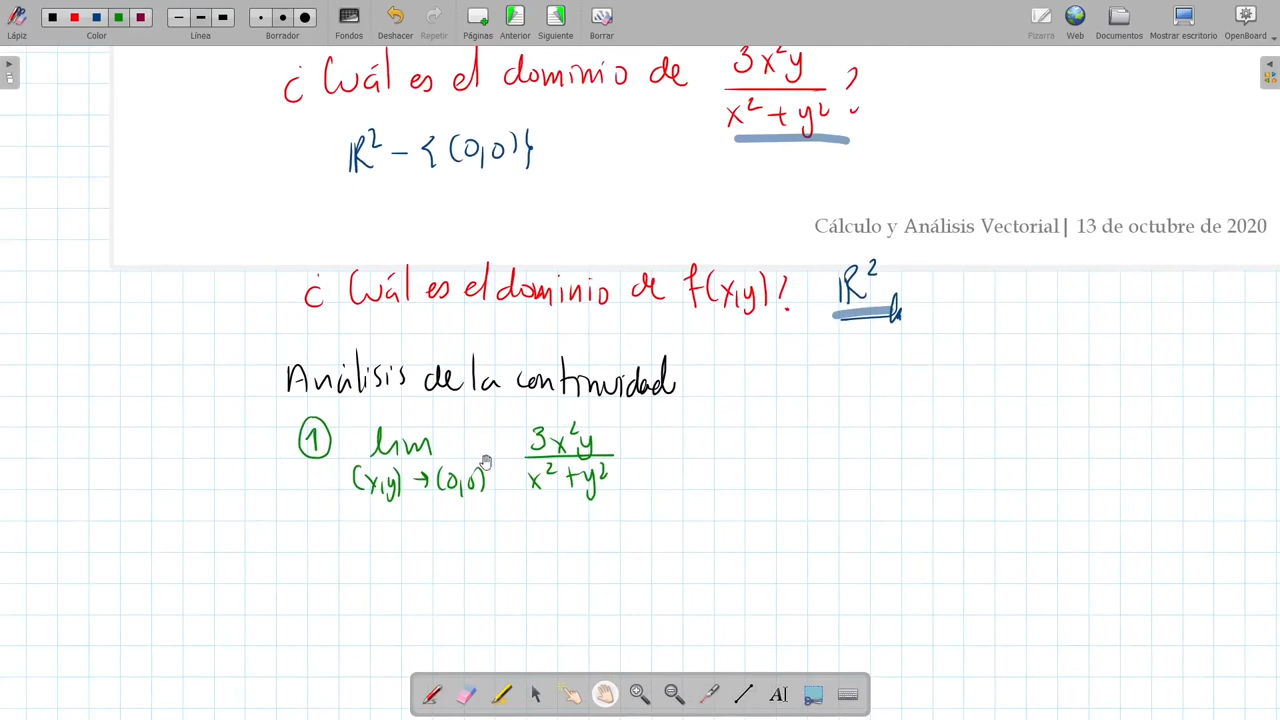 Lápiz Color Línea Borrador Fondos Deshacer Repetir Páginas Anterior Siguiente Borrar Pizarra Web Documentos Mostrar escritorio OpenBoard
¿ Cuál es el dominio de 3x²y / x² + y² ?
ℝ² - {(0,0)}
Cálculo y Análisis Vectorial| 13 de octubre de 2020
¿ Cuál es el dominio de f(x,y)? ℝ²
Análisis de la continuidad
① lim (x,y) → (0,0) 3x²y / x² + y²
AI